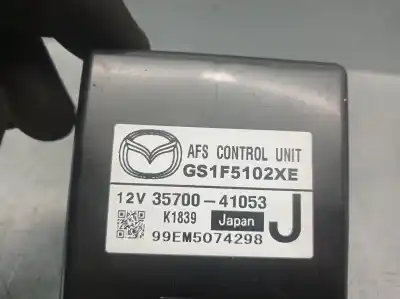 AFS CONTROL UNIT
GS1F5102XE
12V 35700-41053
K1839 Japan J
99EM5074298